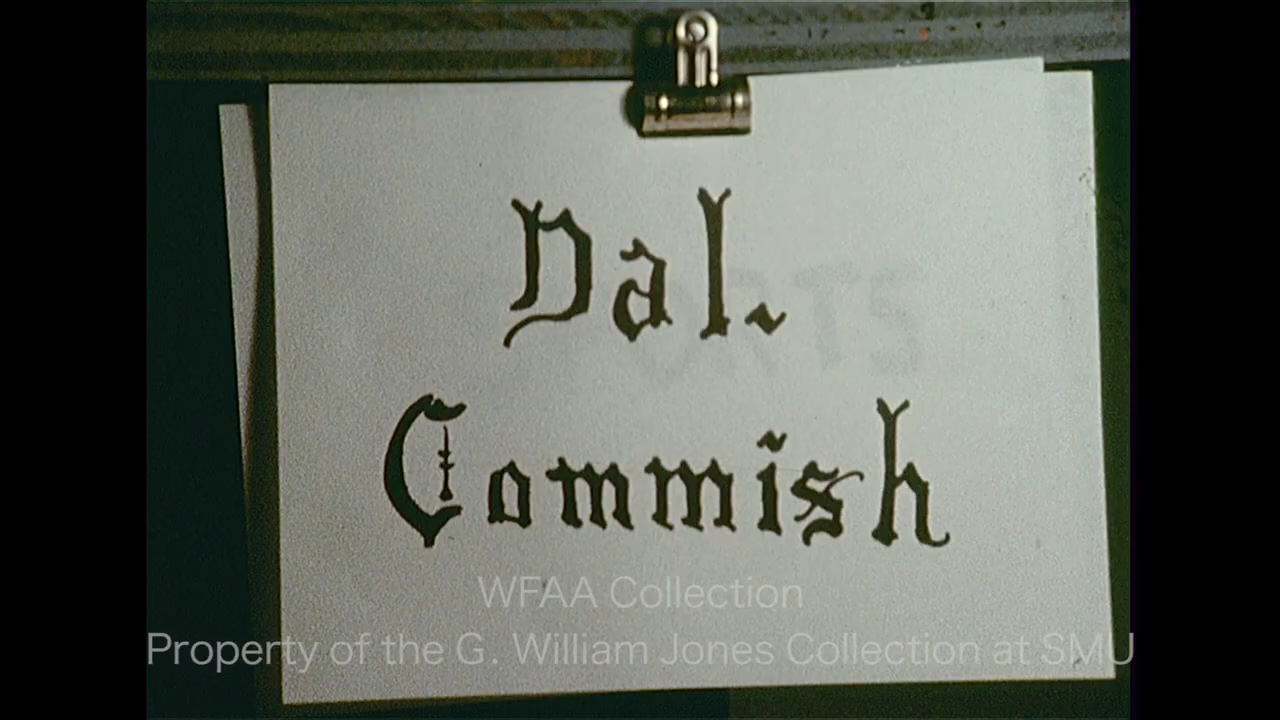 Dal.
Commish
WFAA Collection
Property of the G. William Jones Collection at SMU